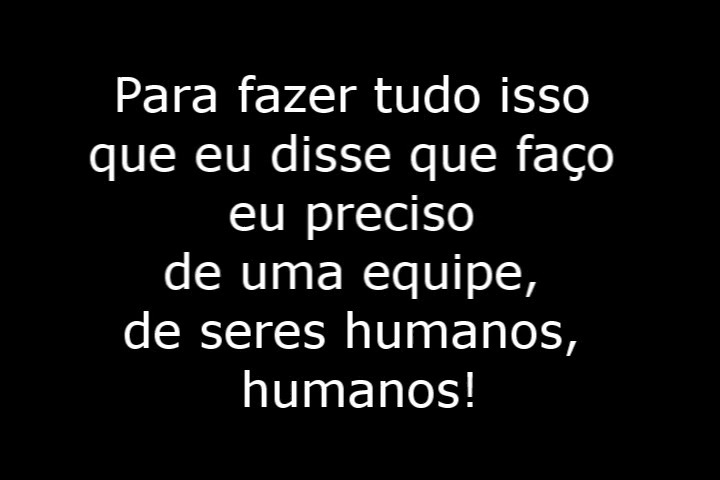 Para fazer tudo isso
que eu disse que faço
eu preciso
de uma equipe,
de seres humanos,
humanos!